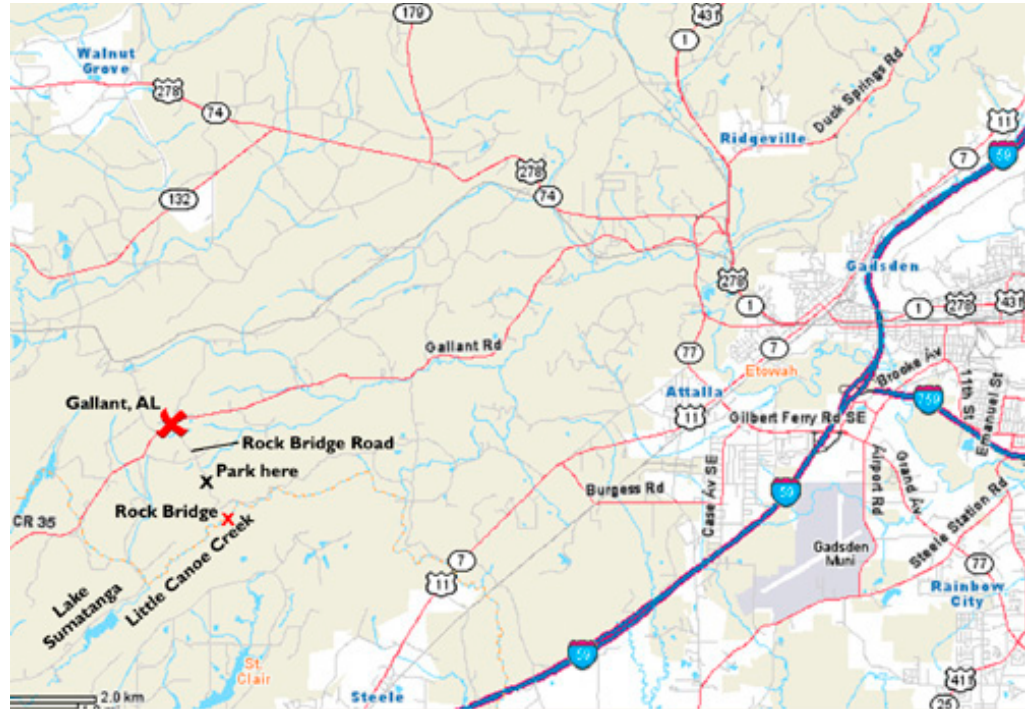 179
431
1
Walnut
Grove
278
74
Duck Springs Rd
11
Ridgeville
7
59
278
74
132
Gadsden
278
1
1
278
431
Gallant Rd
7
77
Brooke Av
Etowah
Attalla
759
11th St
Emanuel St
Gallant, AL
11
Gilbert Ferry Rd SE
Rock Bridge Road
Park here
Burgess Rd
Case Av SE
59
Airport Rd
Grand Av
Steele Station Rd
Rock Bridge
CR 35
Gadsden
Muni
7
11
77
Lake
Sumatanga
Little Canoe Creek
Rainbow
City
St.
Clair
59
Steele
2.0 km
411
25